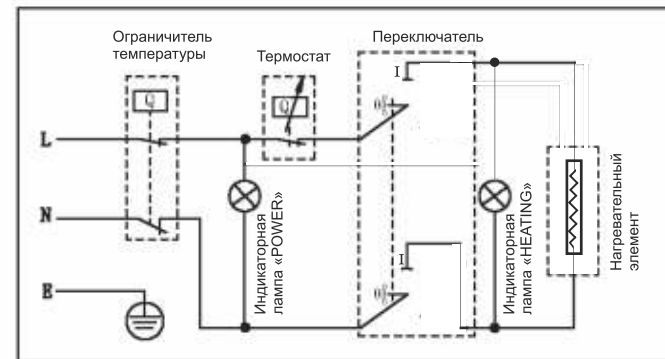 Ограничитель
температуры
Термостат
Переключатель
Q
Q
I
0
L
N
E
I
0
Индикаторная
лампа «POWER»
Индикаторная
лампа «HEATING»
Нагревательный
элемент